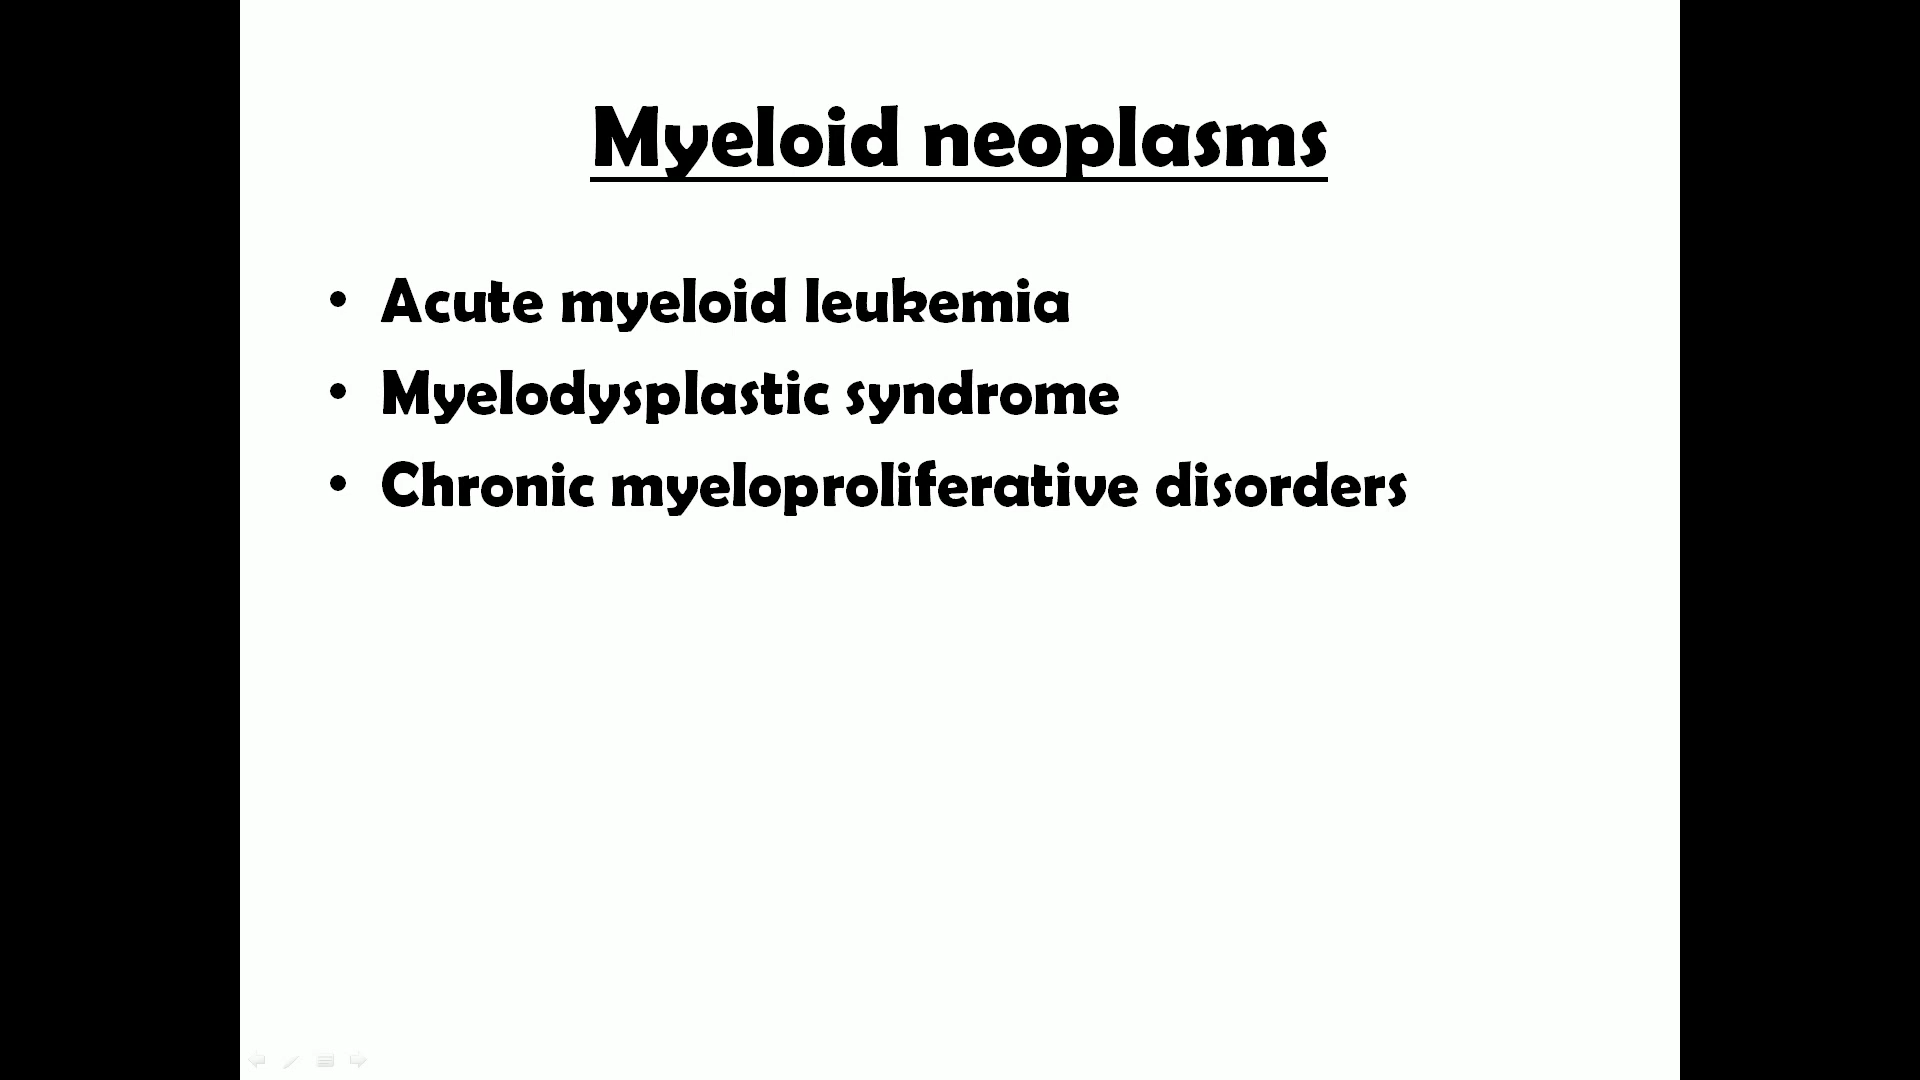 Myeloid neoplasms
• Acute myeloid leukemia
• Myelodysplastic syndrome
• Chronic myeloproliferative disorders